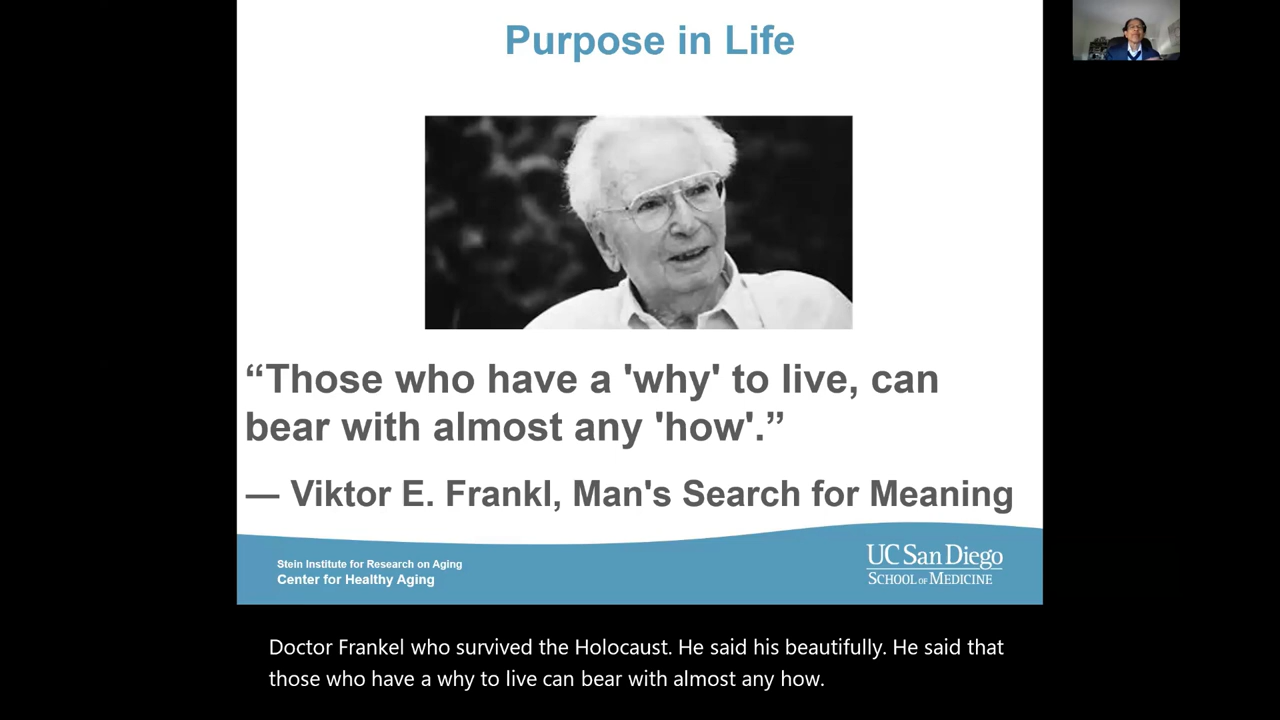 Purpose in Life
“Those who have a 'why' to live, can
bear with almost any 'how'.”
— Viktor E. Frankl, Man's Search for Meaning
Stein Institute for Research on Aging
Center for Healthy Aging
UC San Diego
SCHOOL OF MEDICINE
Doctor Frankel who survived the Holocaust. He said his beautifully. He said that
those who have a why to live can bear with almost any how.